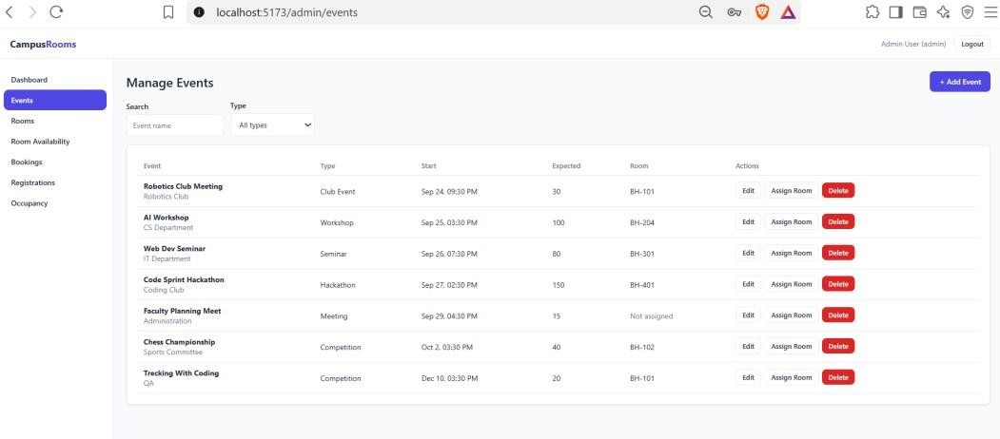 localhost:5173/admin/events
CampusRooms
Admin User (admin) Logout
Dashboard
Events
Rooms
Room Availability
Bookings
Registrations
Occupancy
Manage Events
+ Add Event
Search Type
Event name All types
Event Type Start Expected Room Actions
Robotics Club Meeting
Robotics Club
Club Event Sep 24, 09:30 PM 30 BH-101 Edit Assign Room Delete
AI Workshop
CS Department
Workshop Sep 25, 03:30 PM 100 BH-204 Edit Assign Room Delete
Web Dev Seminar
IT Department
Seminar Sep 26, 07:30 PM 80 BH-301 Edit Assign Room Delete
Code Sprint Hackathon
Coding Club
Hackathon Sep 27, 02:30 PM 150 BH-401 Edit Assign Room Delete
Faculty Planning Meet
Administration
Meeting Sep 29, 04:30 PM 15 Not assigned Edit Assign Room Delete
Chess Championship
Sports Committee
Competition Oct 2, 03:30 PM 40 BH-102 Edit Assign Room Delete
Trecking With Coding
QA
Competition Dec 10, 03:30 PM 20 BH-101 Edit Assign Room Delete